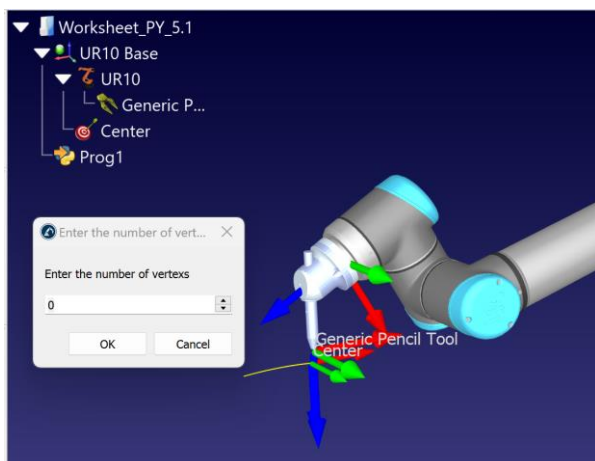 Worksheet_PY_5.1
UR10 Base
UR10
Generic P...
Center
Prog1
Enter the number of vert...
Enter the number of vertexs
0
OK Cancel
Generic Pencil Tool
Center